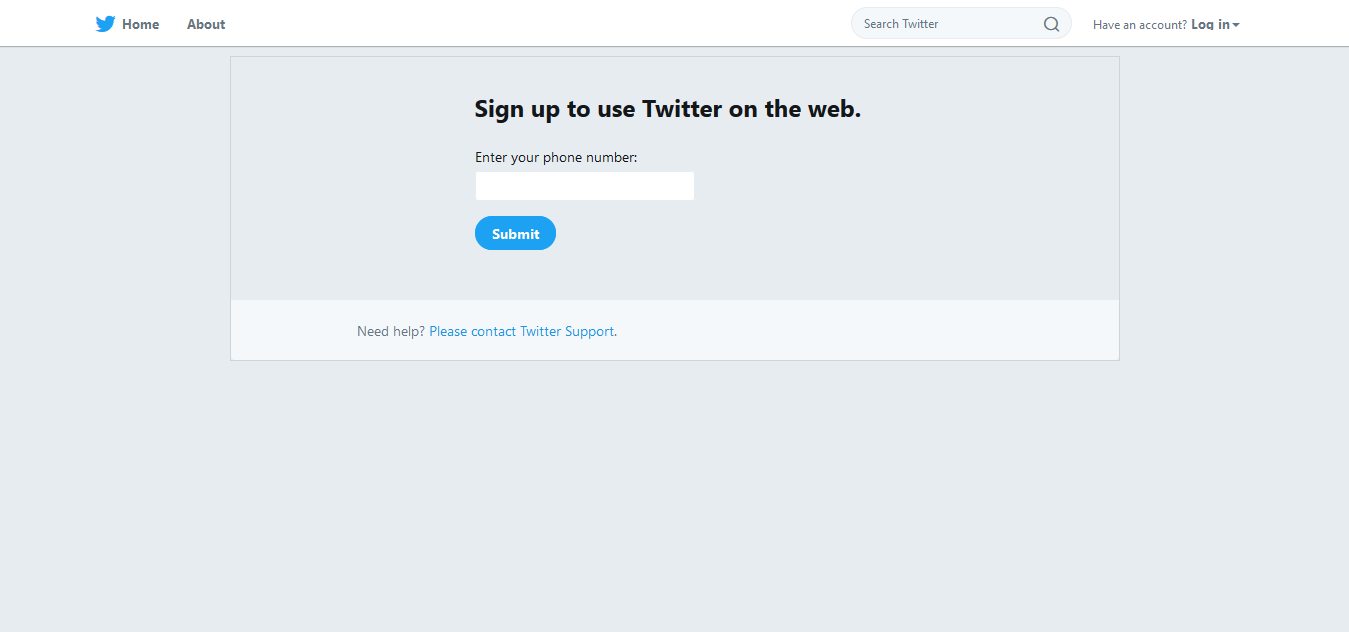 Home About Search Twitter Have an account? Log in
Sign up to use Twitter on the web.
Enter your phone number:
Submit
Need help? Please contact Twitter Support.